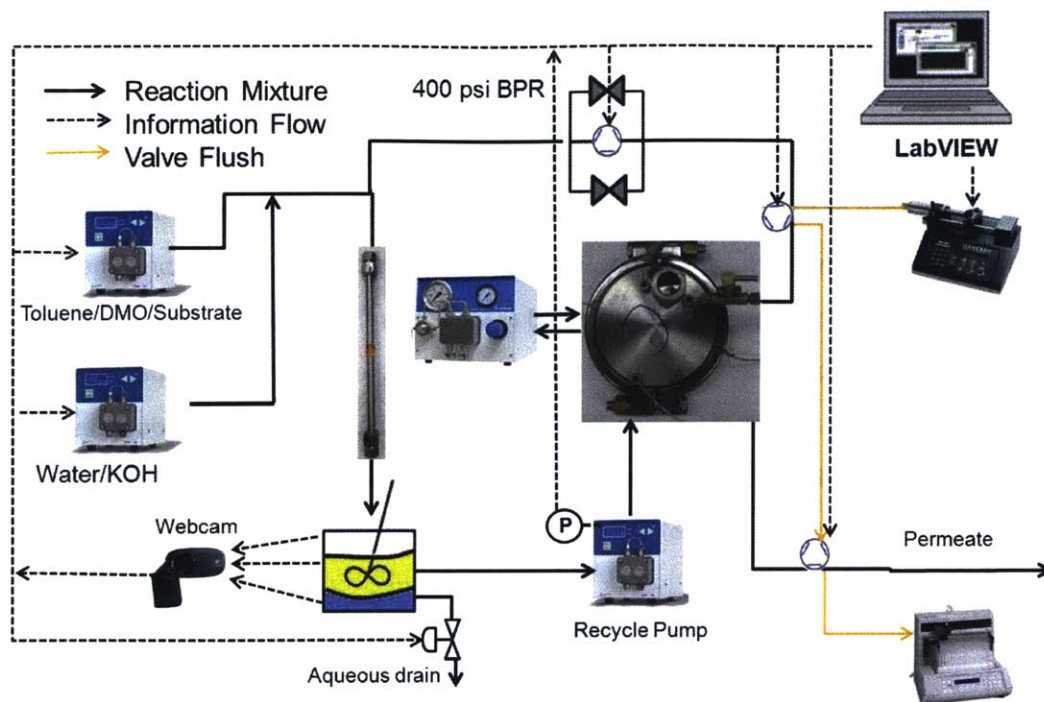 400 psi BPR
Reaction Mixture
Information Flow
Valve Flush
LabVIEW
Toluene/DMO/Substrate
Water/KOH
Webcam
P
Permeate
Recycle Pump
Aqueous drain